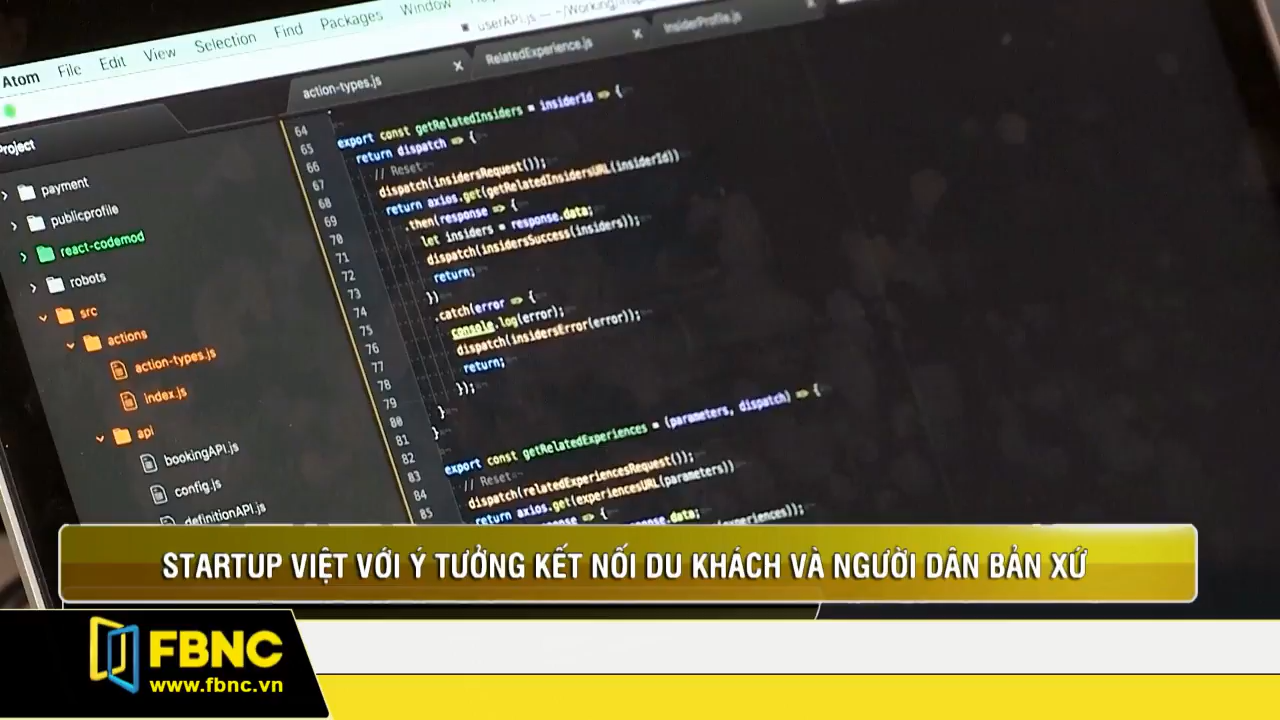 Atom File Edit View Selection Find Packages Window
userAPI.js — ~/Working/
action-types.js
RelatedExperience.js
InsiderProfile.js
Project
payment
publicprofile
react-codemod
robots
src
actions
action-types.js
index.js
api
bookingAPI.js
config.js
definitionAPI.js
64
65 export const getRelatedInsiders = insiderId => {
66 return dispatch => {
67 // Reset
68 dispatch(insidersRequest());
69 return axios.get(getRelatedInsidersURL(insiderId))
70 .then(response => {
71 let insiders = response.data;
72 dispatch(insidersSuccess(insiders));
73 return;
74 })
75 .catch(error => {
76 console.log(error);
77 dispatch(insidersError(error));
78 return;
79 });
80 }
81 }
82
83 export const getRelatedExperiences = (parameters, dispatch) => {
84 // Reset
85 dispatch(relatedExperiencesRequest());
return axios.get(experiencesURL(parameters))
=> {
response.data;
experiences));
STARTUP VIỆT VỚI Ý TƯỞNG KẾT NỐI DU KHÁCH VÀ NGƯỜI DÂN BẢN XỨ
FBNC
www.fbnc.vn